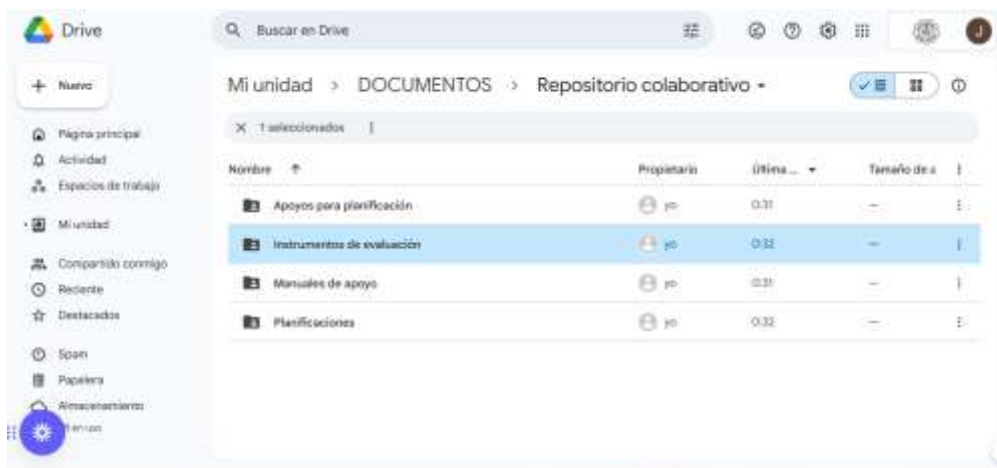 Drive
Buscar en Drive
J
Nuevo
Mi unidad > DOCUMENTOS > Repositorio colaborativo
1 seleccionados
Página principal
Actividad
Espacios de trabajo
Mi unidad
Compartido conmigo
Reciente
Destacados
Spam
Papelera
Almacenamiento
en uso
Nombre Propietario Última ... Tamaño de a
Apoyos para planificación yo 0:31 —
Instrumentos de evaluación yo 0:32 —
Manuales de apoyo yo 0:31 —
Planificaciones yo 0:32 —